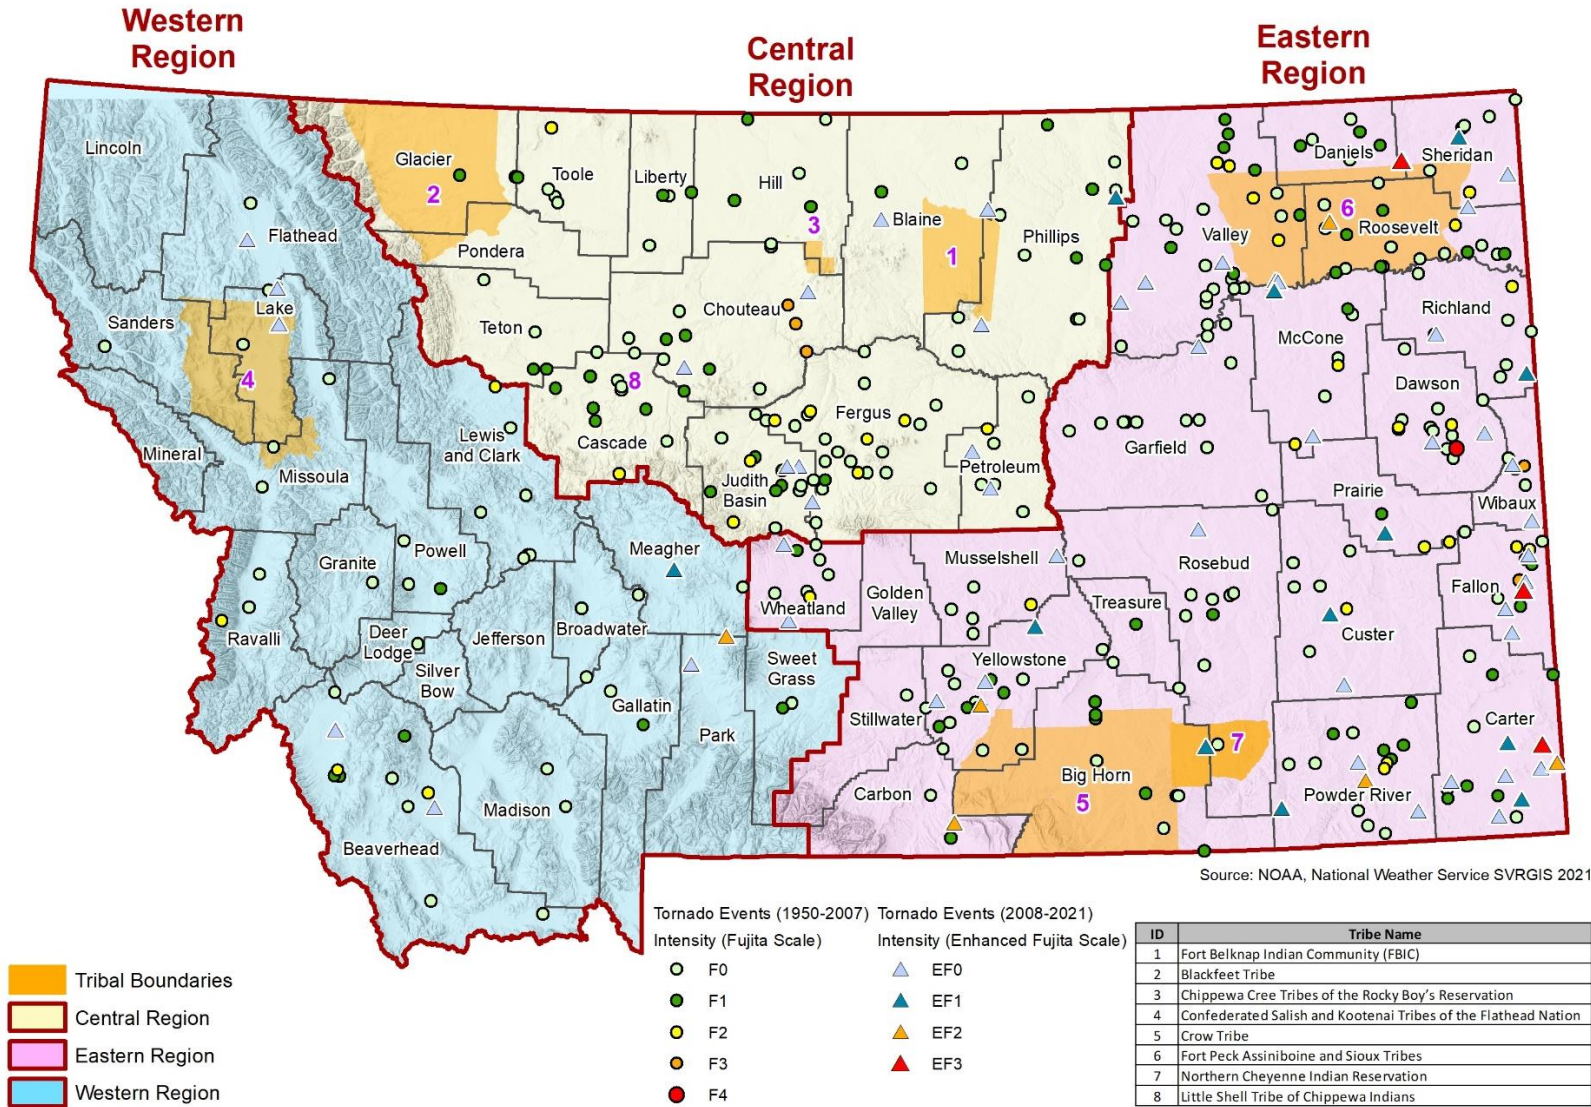 Western
Region
Central
Region
Eastern
Region
Lincoln
Flathead
Glacier
2
Toole
Liberty
Hill
3
Blaine
1
Phillips
Daniels
Sheridan
6
Valley
Roosevelt
Pondera
Lake
Sanders
Teton
Chouteau
McCone
Richland
4
8
Dawson
Mineral
Missoula
Lewis
and Clark
Cascade
Judith
Basin
Fergus
Petroleum
Garfield
Prairie
Wibaux
Granite
Powell
Meagher
Wheatland
Golden
Valley
Musselshell
Rosebud
Treasure
Custer
Fallon
Ravalli
Deer
Lodge
Silver
Bow
Jefferson
Broadwater
Gallatin
Park
Sweet
Grass
Stillwater
Yellowstone
Carter
Beaverhead
Madison
Carbon
Big Horn
5
7
Powder River
Source: NOAA, National Weather Service SVRGIS 2021
Tribal Boundaries
Central Region
Eastern Region
Western Region
Tornado Events (1950-2007)
Intensity (Fujita Scale)
F0
F1
F2
F3
F4
Tornado Events (2008-2021)
Intensity (Enhanced Fujita Scale)
EF0
EF1
EF2
EF3
ID Tribe Name
1 Fort Belknap Indian Community (FBIC)
2 Blackfeet Tribe
3 Chippewa Cree Tribes of the Rocky Boy's Reservation
4 Confederated Salish and Kootenai Tribes of the Flathead Nation
5 Crow Tribe
6 Fort Peck Assiniboine and Sioux Tribes
7 Northern Cheyenne Indian Reservation
8 Little Shell Tribe of Chippewa Indians